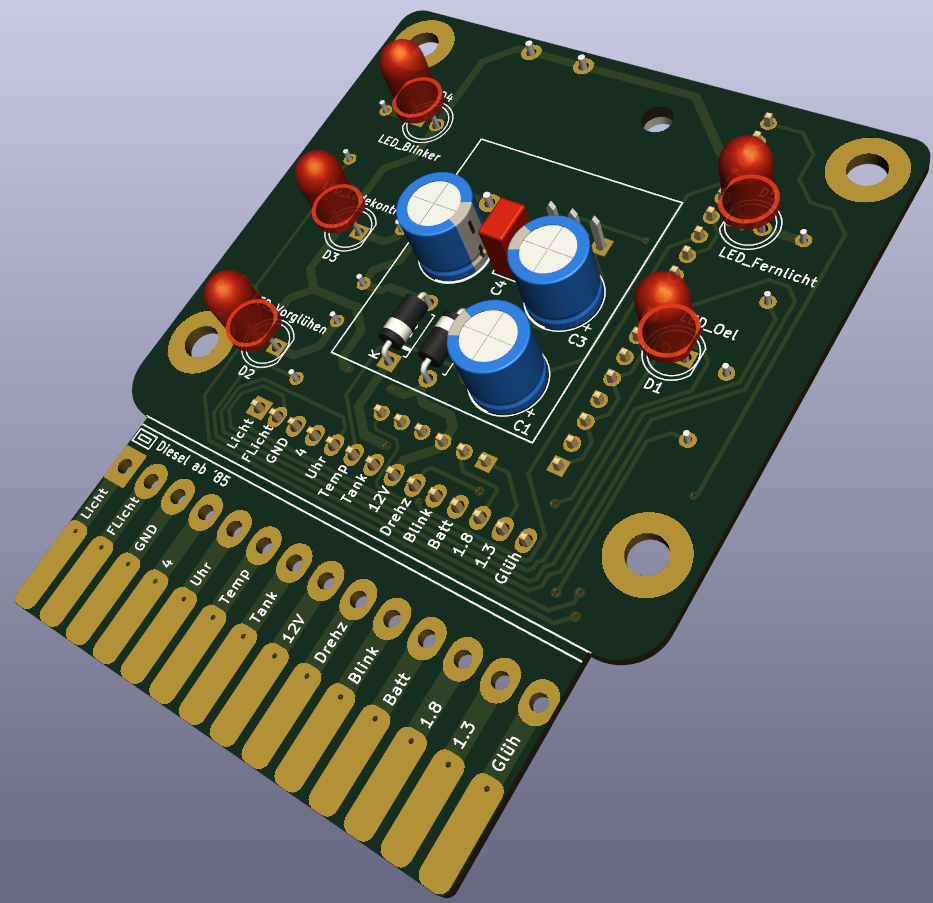 LED_Blinker
D3
Vorglühen
D2
C4
+
C3
K
+
C1
LED_Fernlicht
_Oel
D1
Licht
FLicht
GND
4
Uhr
Temp
Tank
12V
Drehz
Blink
Batt
1.8
1.3
Glüh
Diesel ab '85
Licht
FLicht
GND
4
Uhr
Temp
Tank
12V
Drehz
Blink
Batt
1.8
1.3
Glüh